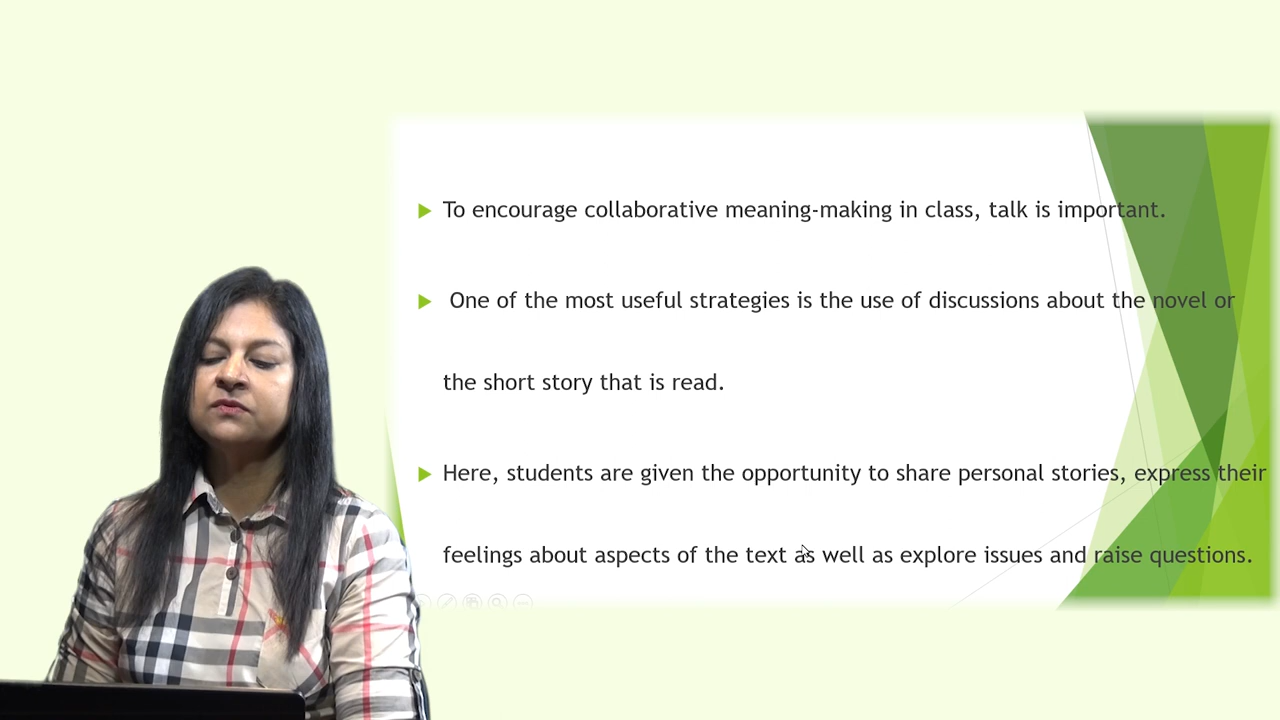 To encourage collaborative meaning-making in class, talk is important.
One of the most useful strategies is the use of discussions about the novel or
the short story that is read.
Here, students are given the opportunity to share personal stories, express their
feelings about aspects of the text as well as explore issues and raise questions.